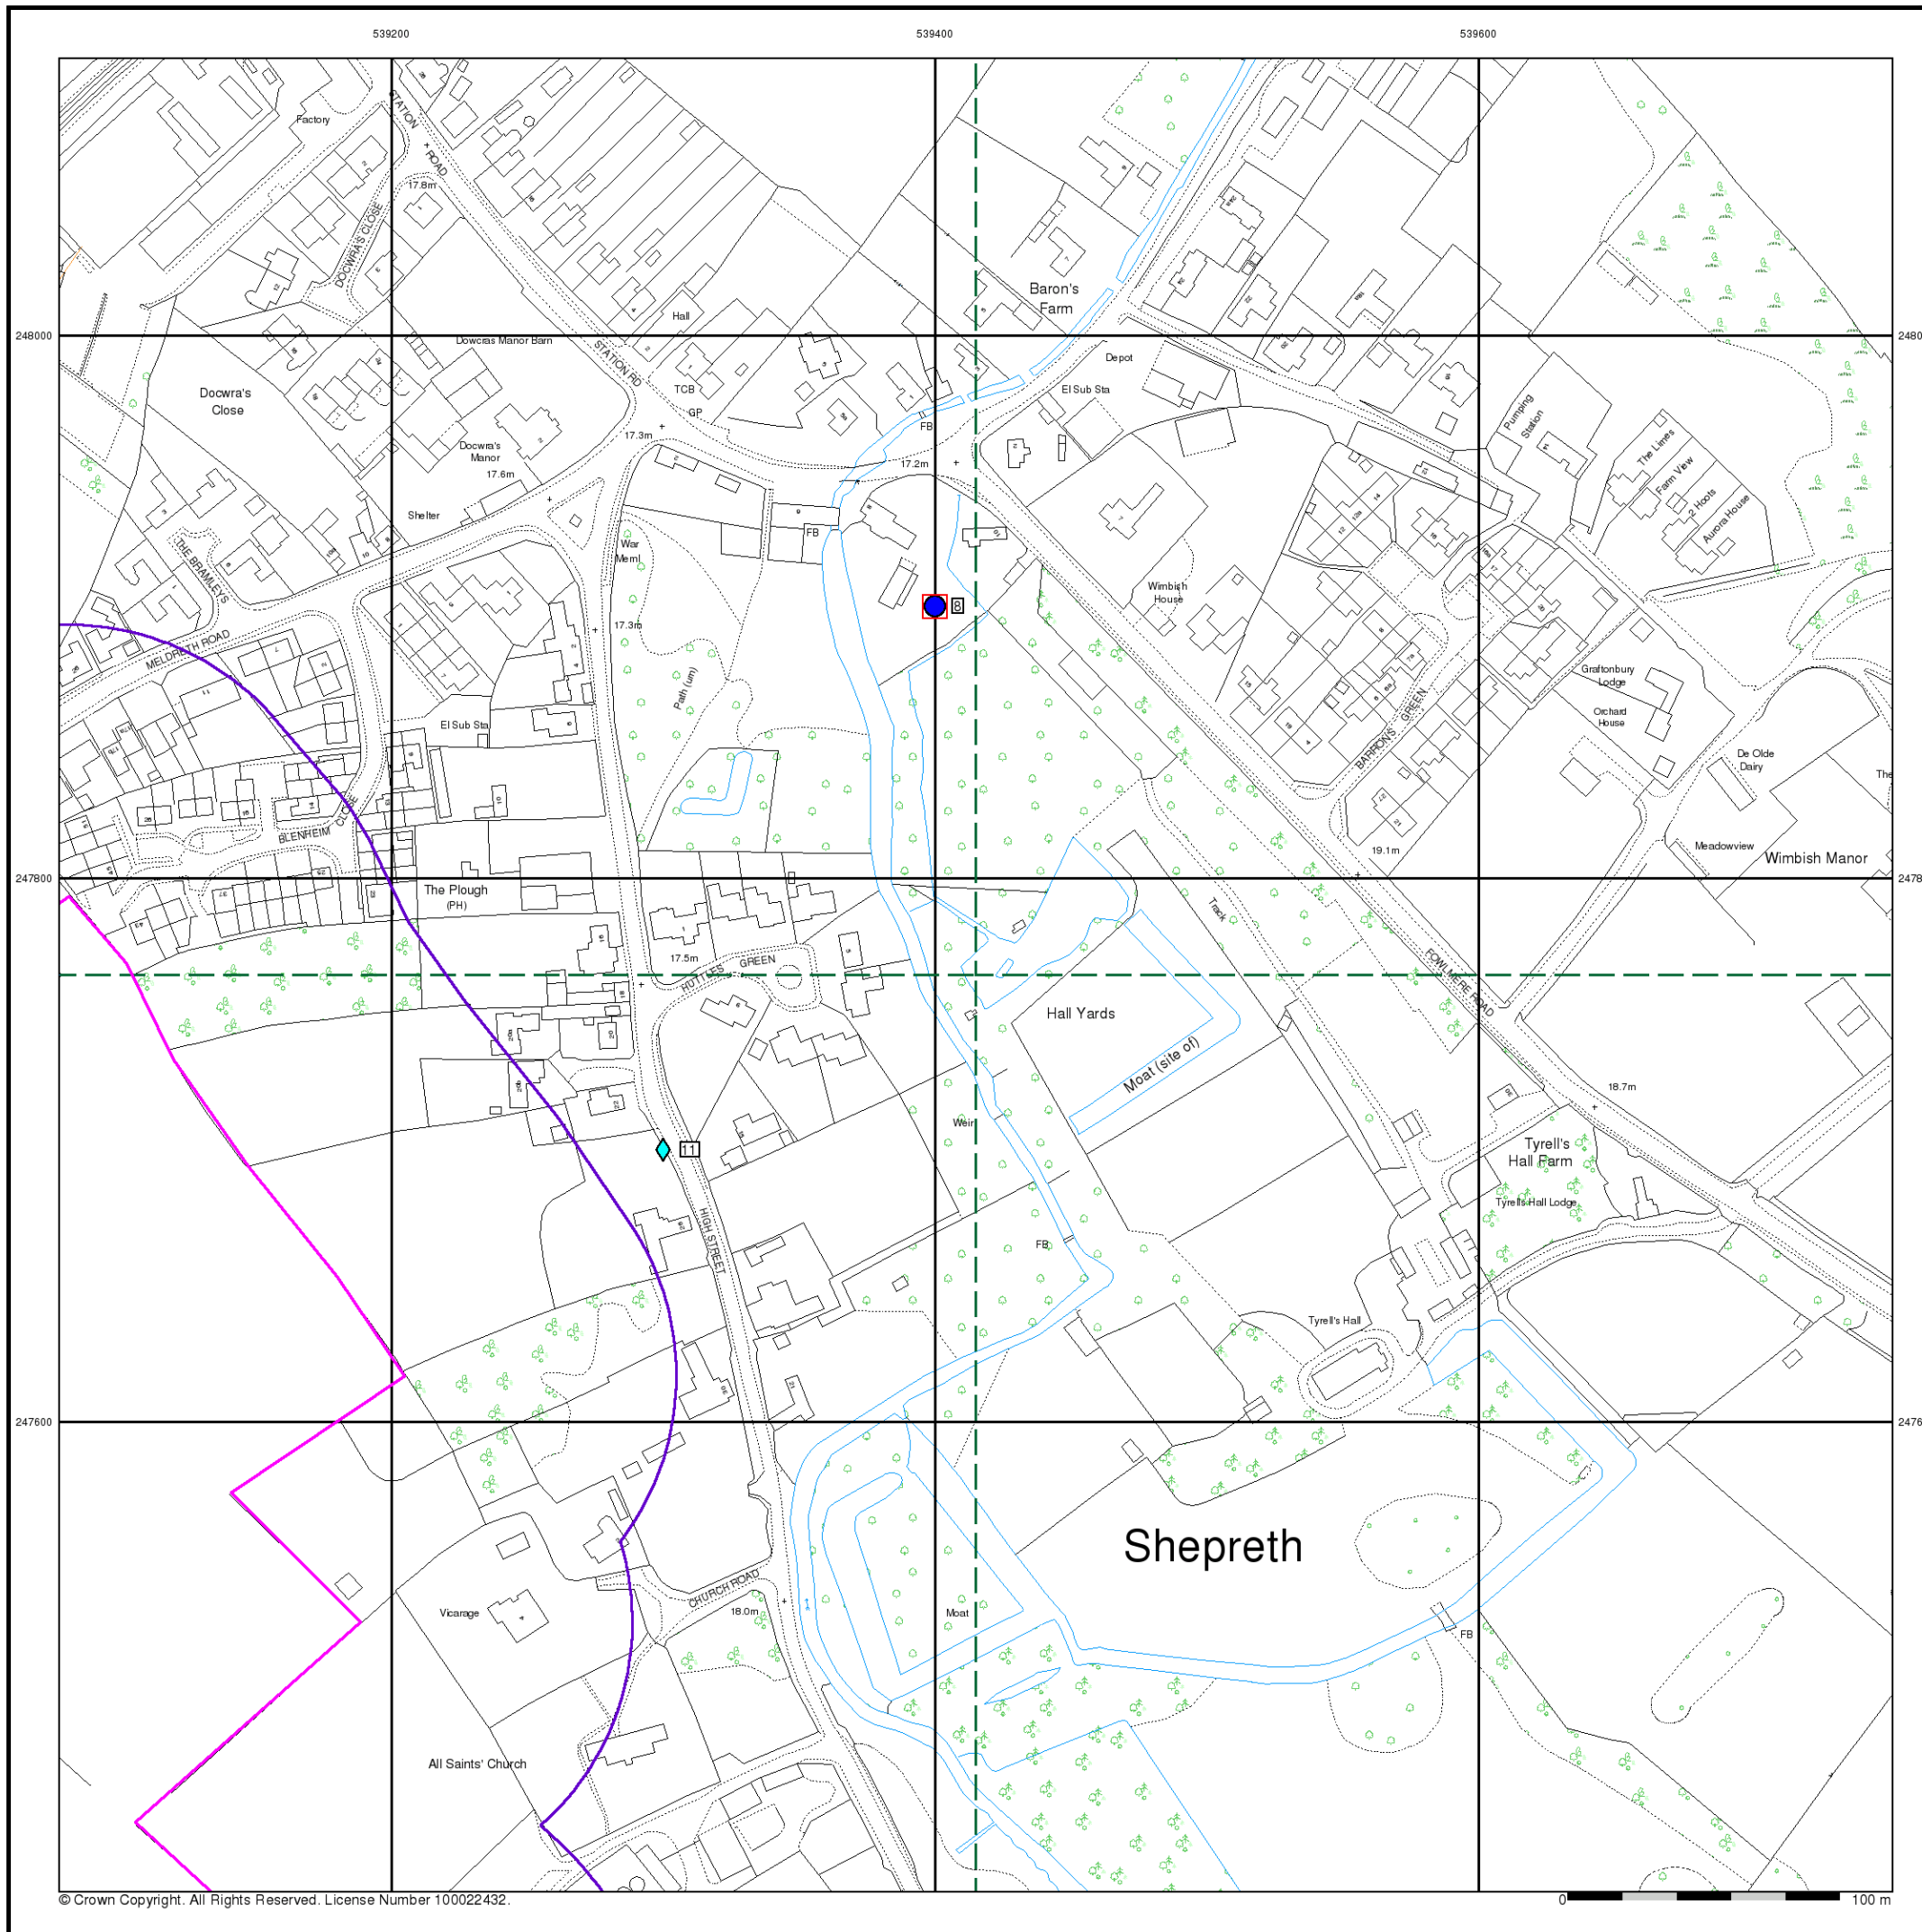 539200
539400
539600
Factory
STATION
ROAD
17.8m
DOCWRA'S CLOSE
Baron's
Farm
Hall
248000
Dowcras Manor Barn
STATION RD
Depot
TCB
El Sub Sta
Docwra's
Close
GP
FB
17.3m
Docwra's
Manor
17.6m
17.2m
Pumping
Station
The Limes
Farm View
2 Hoots
Aurora House
Shelter
War
Meml
FB
THE BRAMLEYS
Wimbish
House
8
17.3m
MELDRETH ROAD
Path (um)
Graftonbury
Lodge
Orchard
House
El Sub Sta
BARRON'S GREEN
De Olde
Dairy
The
BLENHEIM
CLOSE
19.1m
Meadowview
Wimbish Manor
247800
The Plough
(PH)
Track
17.5m
HUTTLES GREEN
FOWLMERE ROAD
Hall Yards
Moat (site of)
18.7m
Weir
Tyrell's
Hall Farm
11
Tyrell's Hall Lodge
HIGH STREET
FB
Tyrell's Hall
247600
Shepreth
CHURCH ROAD
Vicarage
18.0m
Moat
FB
All Saints' Church
© Crown Copyright. All Rights Reserved. License Number 100022432.
0
100 m